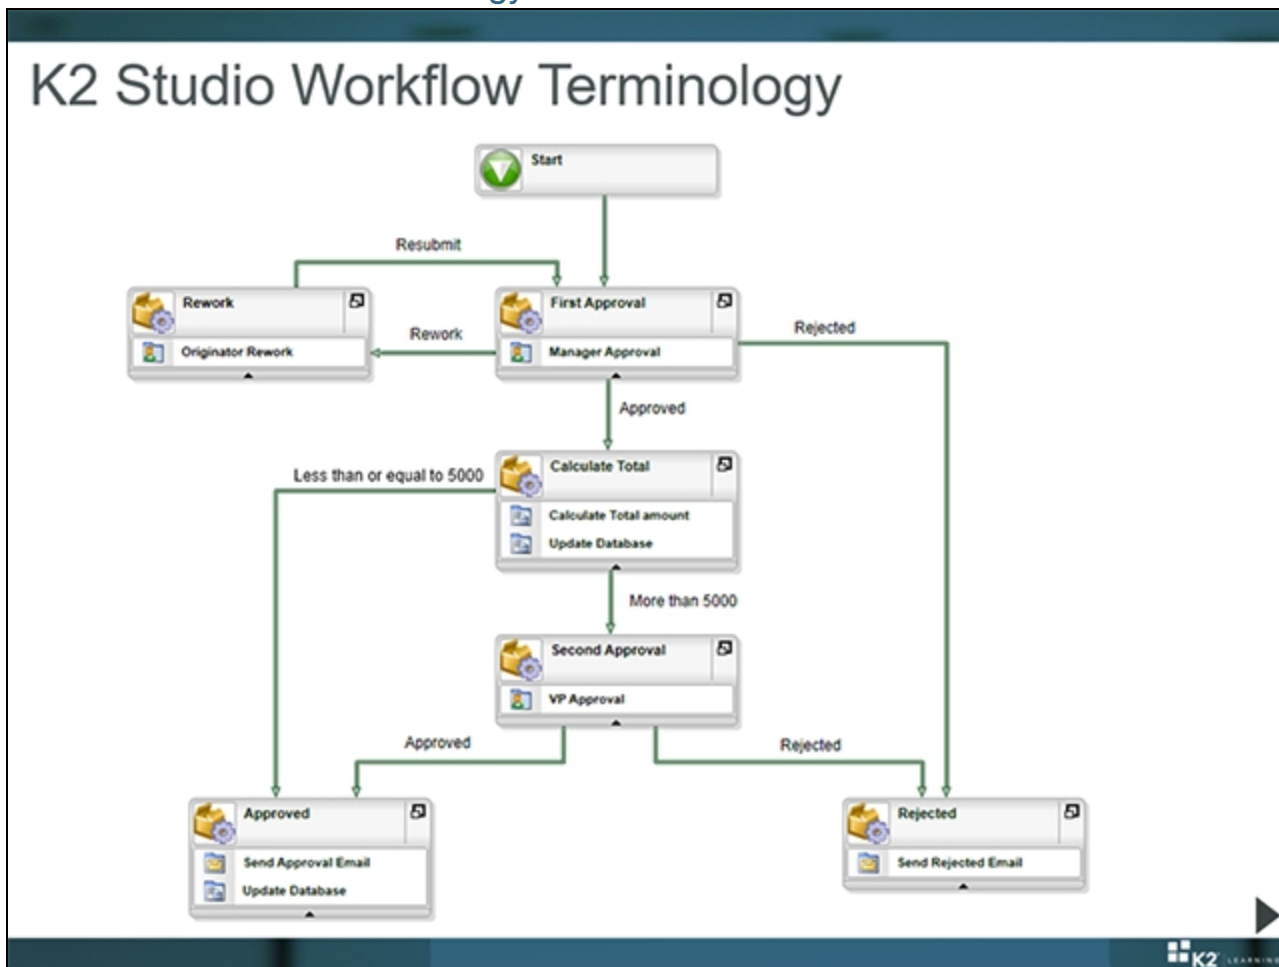 K2 Studio Workflow Terminology
Start
Resubmit
Rework
Originator Rework
Rework
First Approval
Manager Approval
Rejected
Approved
Less than or equal to 5000
Calculate Total
Calculate Total amount
Update Database
More than 5000
Second Approval
VP Approval
Approved
Rejected
Approved
Send Approval Email
Update Database
Rejected
Send Rejected Email
K2 LEARNING